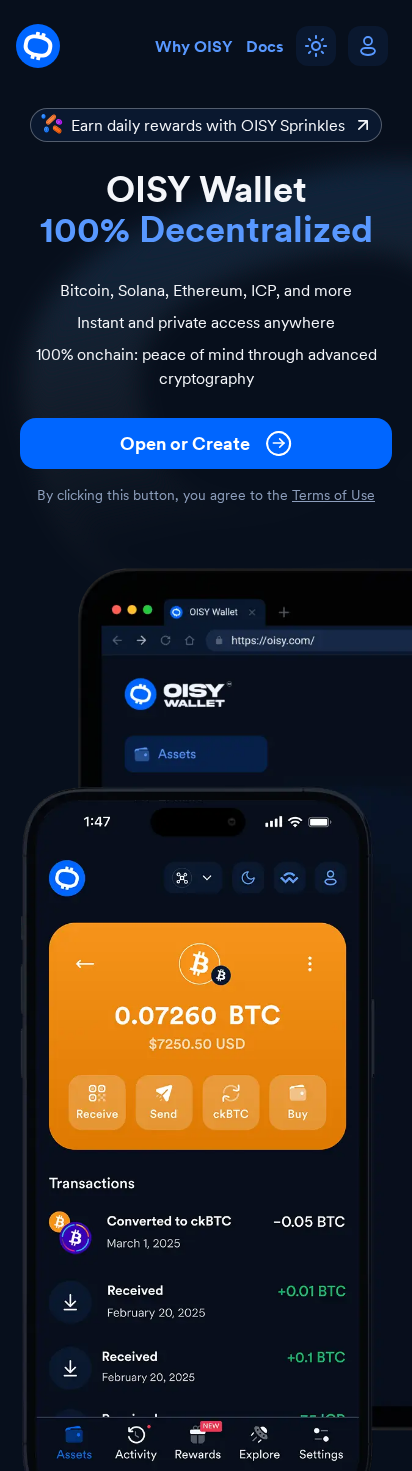 Why OISY Docs
Earn daily rewards with OISY Sprinkles
OISY Wallet
100% Decentralized
Bitcoin, Solana, Ethereum, ICP, and more
Instant and private access anywhere
100% onchain: peace of mind through advanced
cryptography
Open or Create
By clicking this button, you agree to the Terms of Use
OISY Wallet
https://oisy.com/
OISY
WALLET
Assets
1:47
0.07260 BTC
$7250.50 USD
Receive Send ckBTC Buy
Transactions
Converted to ckBTC −0.05 BTC
March 1, 2025
Received +0.01 BTC
February 20, 2025
Received +0.1 BTC
February 20, 2025
NEW
Assets Activity Rewards Explore Settings